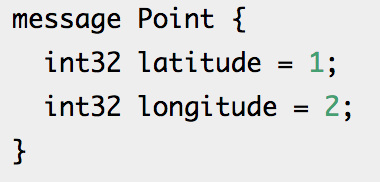 message Point {
  int32 latitude = 1;
  int32 longitude = 2;
}